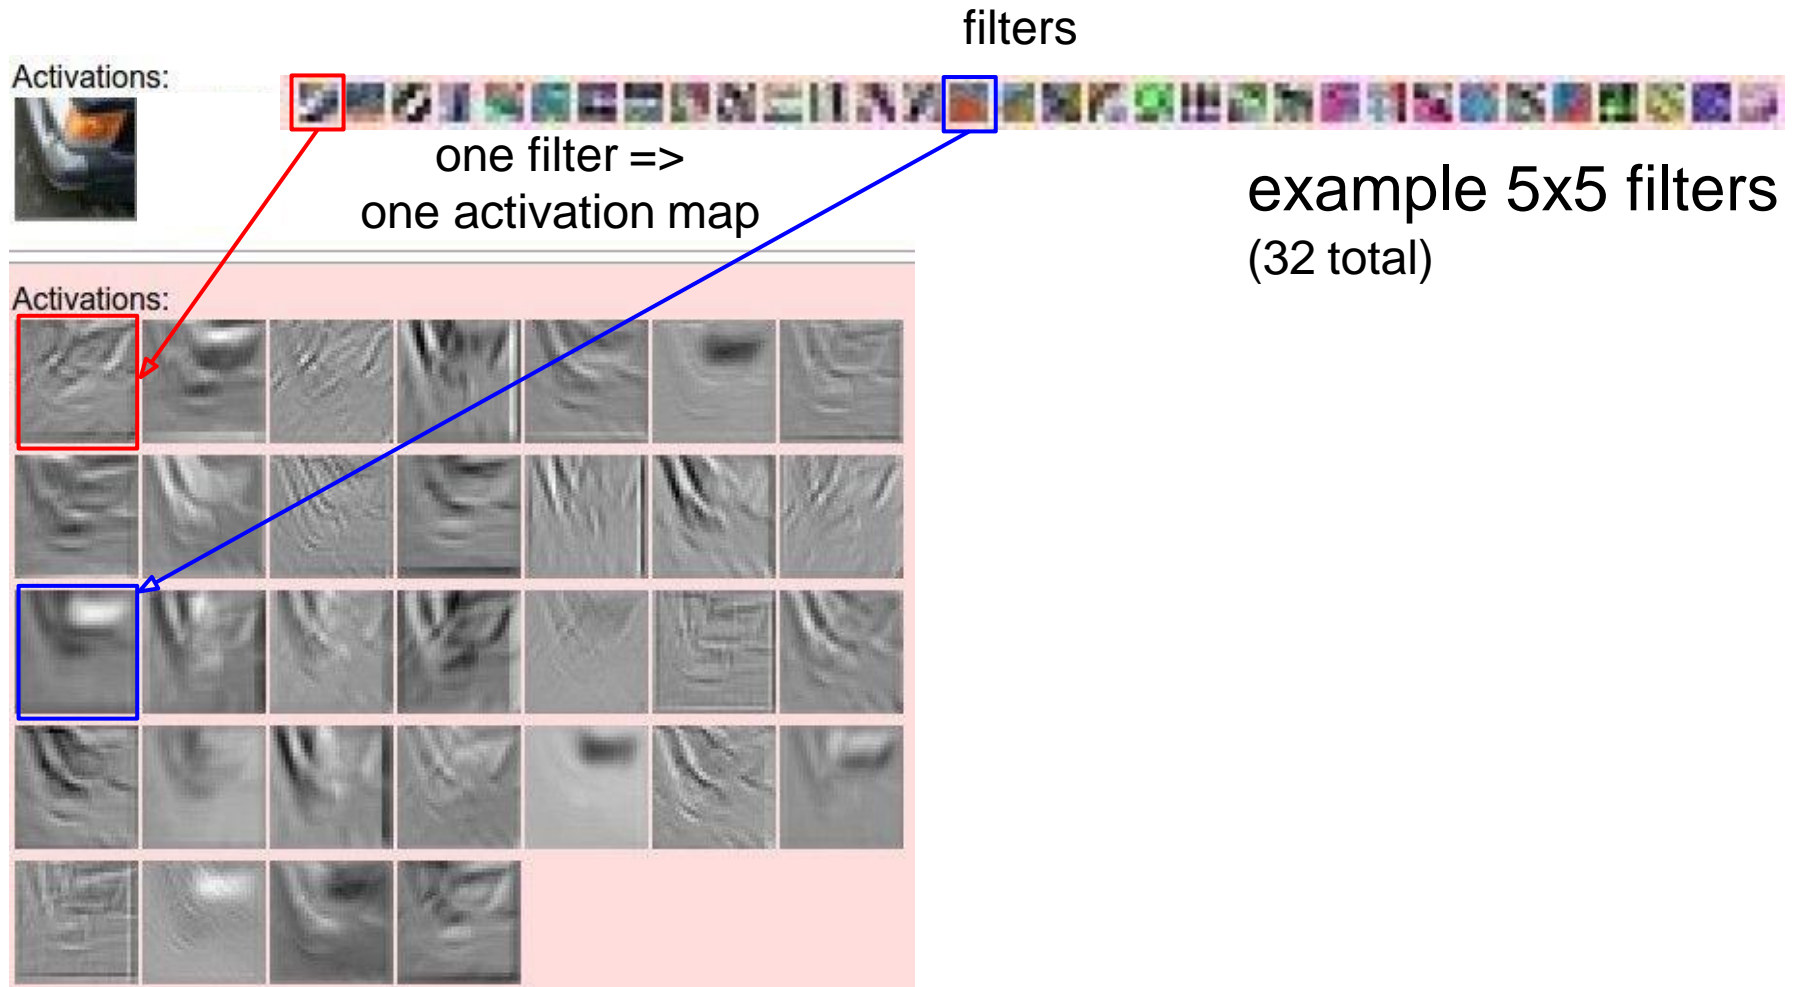 filters
Activations:
one filter =>
one activation map
example 5x5 filters
(32 total)
Activations: